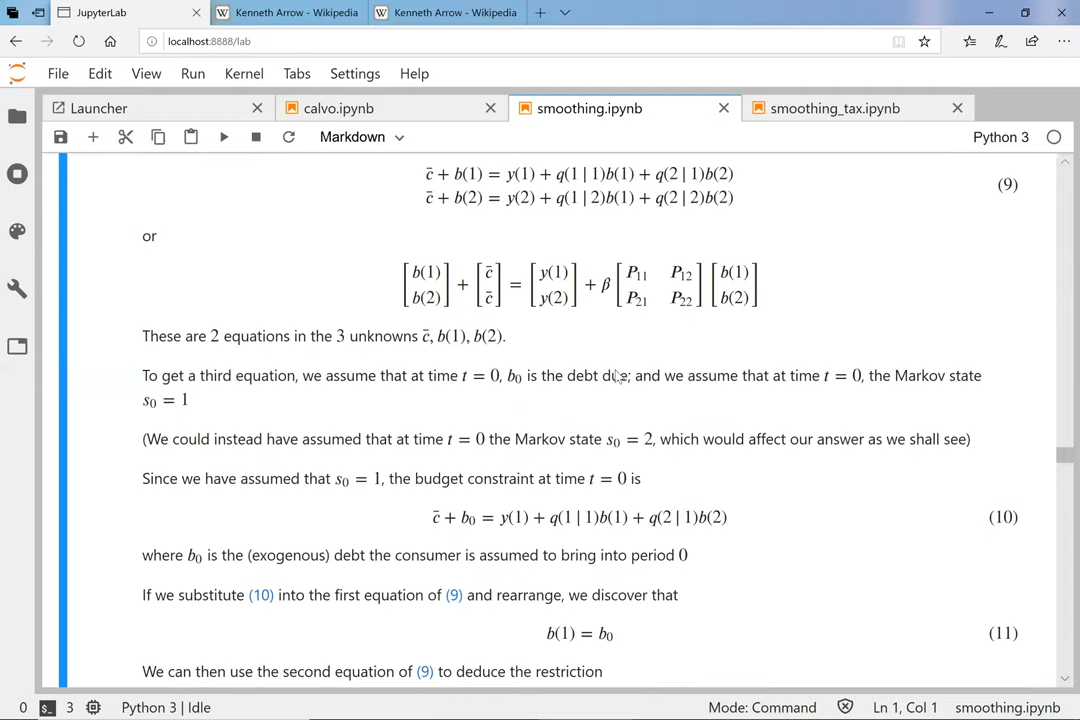 JupyterLab
Kenneth Arrow - Wikipedia
Kenneth Arrow - Wikipedia
localhost:8888/lab
File Edit View Run Kernel Tabs Settings Help
Launcher
calvo.ipynb
smoothing.ipynb
smoothing_tax.ipynb
Markdown
Python 3
c̄ + b(1) = y(1) + q(1 | 1)b(1) + q(2 | 1)b(2)
c̄ + b(2) = y(2) + q(1 | 2)b(1) + q(2 | 2)b(2)
(9)
or
[b(1) b(2)] + [c̄ c̄] = [y(1) y(2)] + β [P₁₁ P₁₂ P₂₁ P₂₂] [b(1) b(2)]
These are 2 equations in the 3 unknowns c̄, b(1), b(2).
To get a third equation, we assume that at time t = 0, b₀ is the debt due; and we assume that at time t = 0, the Markov state
s₀ = 1
(We could instead have assumed that at time t = 0 the Markov state s₀ = 2, which would affect our answer as we shall see)
Since we have assumed that s₀ = 1, the budget constraint at time t = 0 is
c̄ + b₀ = y(1) + q(1 | 1)b(1) + q(2 | 1)b(2) (10)
where b₀ is the (exogenous) debt the consumer is assumed to bring into period 0
If we substitute (10) into the first equation of (9) and rearrange, we discover that
b(1) = b₀ (11)
We can then use the second equation of (9) to deduce the restriction
0 $_ 3 Python 3 | Idle Mode: Command Ln 1, Col 1 smoothing.ipynb